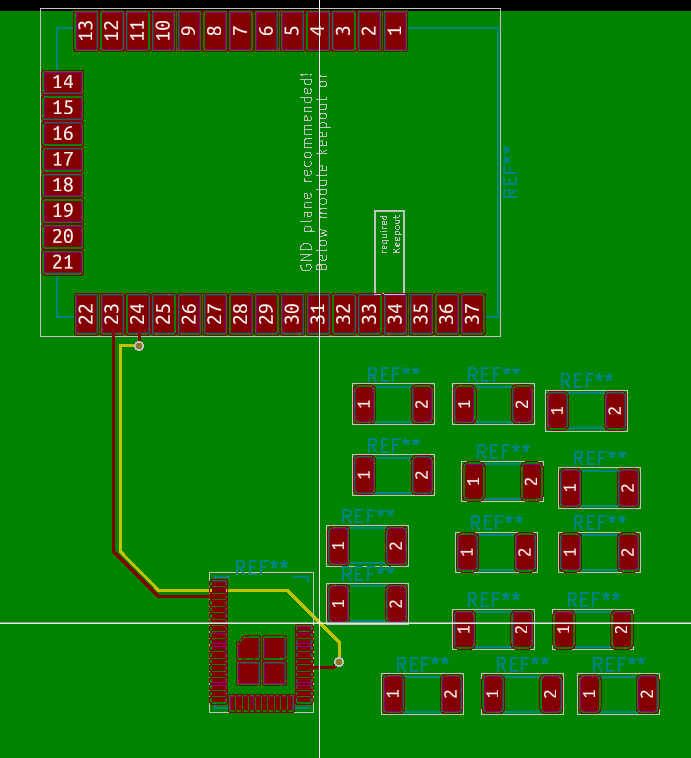 13 12 11 10 9 8 7 6 5 4 3 2 1
14
15
16
17
18
19
20
21
GND plane recommended!
Below module keepout or
required
Keepout
REF**
22 23 24 25 26 27 28 29 30 31 32 33 34 35 36 37
REF** REF** REF**
1 2 1 2 1 2
REF** REF** REF**
1 2 1 2 1 2
REF** REF** REF**
1 2 1 2 1 2
REF** REF**
1 2
REF** REF**
1 2 1 2
REF** REF** REF**
1 2 1 2 1 2